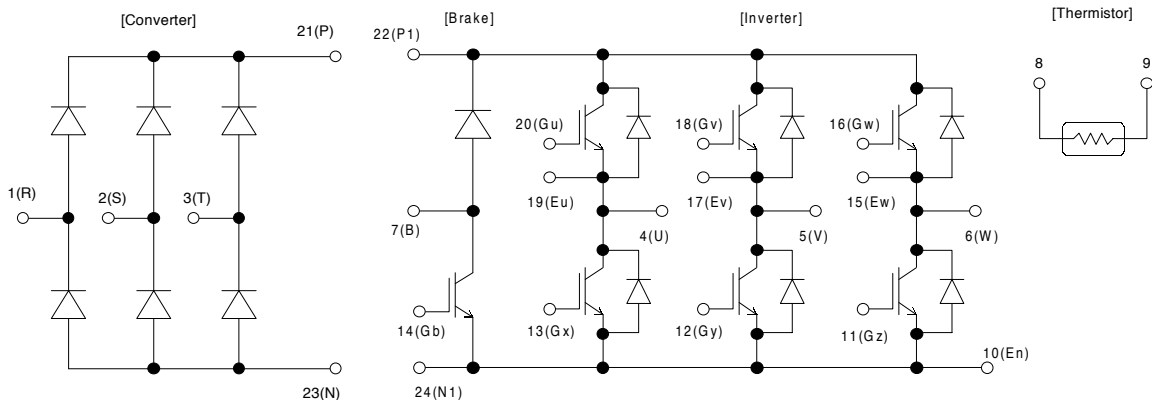 [Converter]
[Brake]
[Inverter]
[Thermistor]
21(P)
22(P1)
8
9
20(Gu)
18(Gv)
16(Gw)
1(R)
2(S)
3(T)
19(Eu)
17(Ev)
15(Ew)
7(B)
4(U)
5(V)
6(W)
14(Gb)
13(Gx)
12(Gy)
11(Gz)
10(En)
23(N)
24(N1)